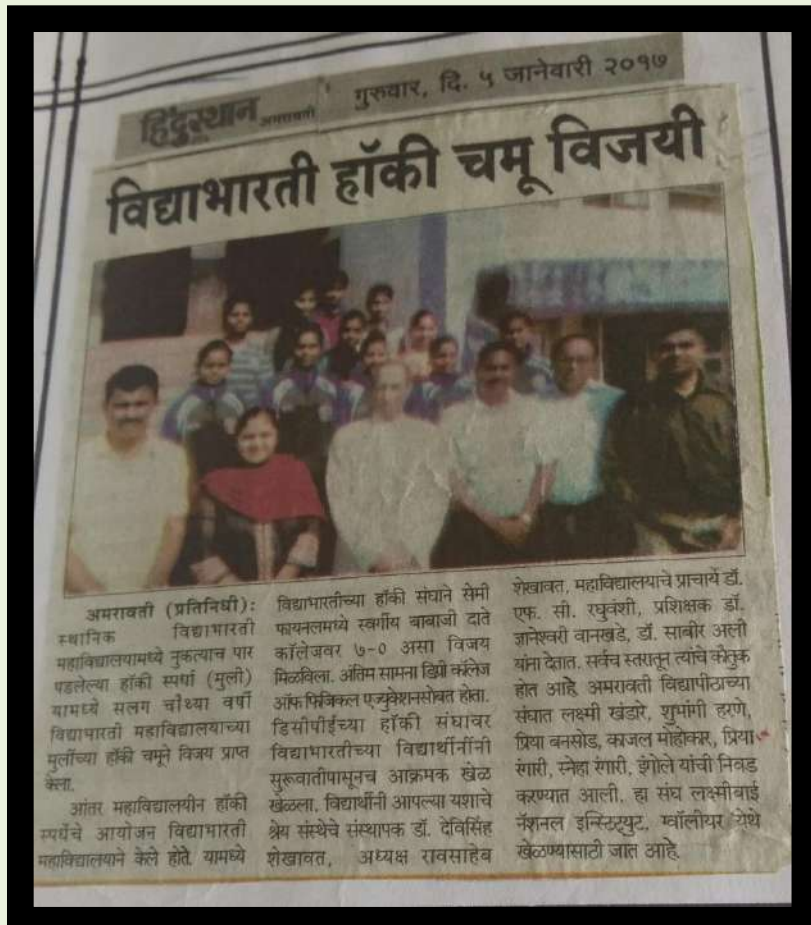 हिंदुस्थान अमरावती गुरुवार, दि. ५ जानेवारी २०१७
विद्याभारती हॉकी चमू विजयी
अमरावती (प्रतिनिधी):
स्थानिक विद्याभारती
महाविद्यालयामध्ये नुकत्याच पार
पडलेल्या हॉकी स्पर्धा (मुली)
यामध्ये सलग चौथ्या वर्षी
विद्याभारती महाविद्यालयाच्या
मुलींच्या हॉकी चमूने विजय प्राप्त
केला.
आंतर महाविद्यालयीन हॉकी
स्पर्धेचे आयोजन विद्याभारती
महाविद्यालयाने केले होते. यामध्ये
विद्याभारतीच्या हॉकी संघाने सेमी
फायनलमध्ये स्वर्गीय बाबाजी दाते
कॉलेजवर ७-० असा विजय
मिळविला. अंतिम सामना डिग्री कॉलेज
ऑफ फिजिकल एज्युकेशनसोबत होता.
डिसीपीईच्या हॉकी संघावर
विद्याभारतीच्या विद्यार्थीनींनी
सुरूवातीपासूनच आक्रमक खेळ
खेळला. विद्यार्थीनी आपल्या यशाचे
श्रेय संस्थेचे संस्थापक डॉ. देविसिंह
शेखावत, अध्यक्ष रावसाहेब
शेखावत, महाविद्यालयाचे प्राचार्य डॉ.
एफ. सी. रघुवंशी, प्रशिक्षक डॉ.
ज्ञानेश्वरी वानखडे, डॉ. साबीर अली
यांना देतात. सर्वच स्तरातून त्यांचे कौतुक
होत आहे. अमरावती विद्यापीठाच्या
संघात लक्ष्मी खंडारे, शुभांगी हरणे,
प्रिया बनसोड, काजल मोहोकार, प्रिया
रंगारी, स्नेहा रंगारी, इंगोले यांची निवड
करण्यात आली. हा संघ लक्ष्मीबाई
नॅशनल इन्स्टिट्युट, ग्वॉलीयर येथे
खेळण्यासाठी जात आहे.